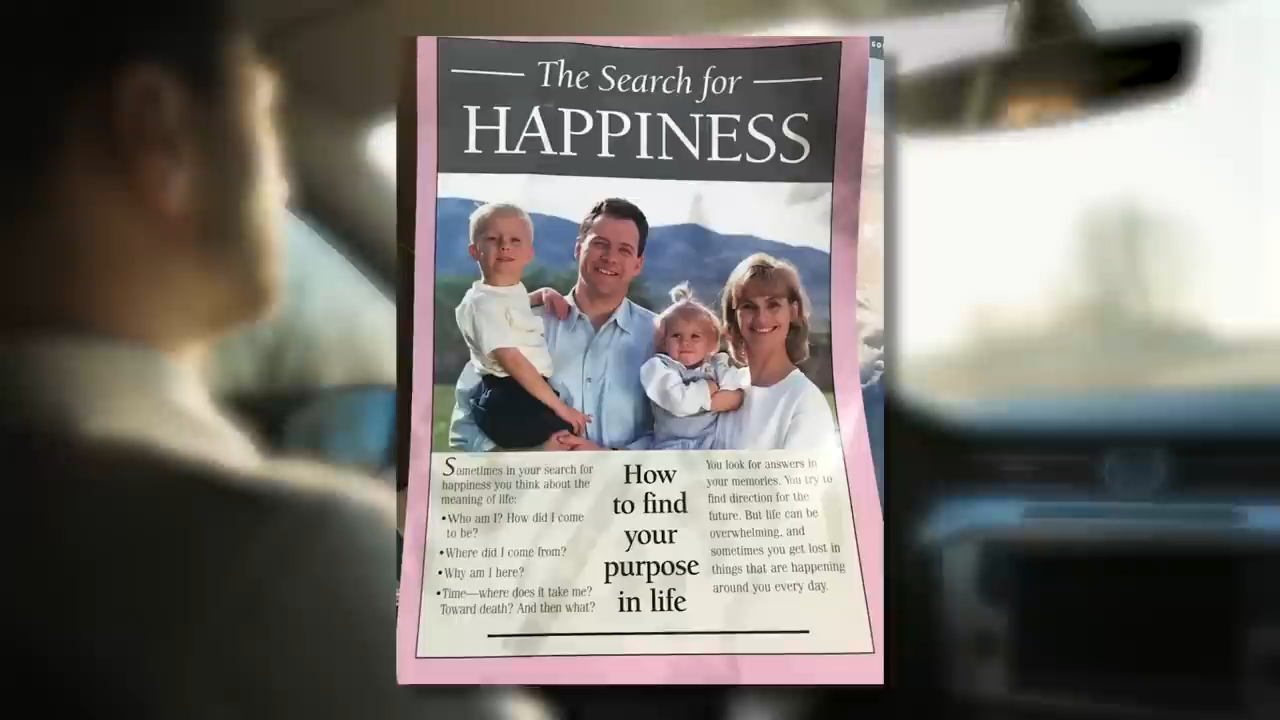 The Search for
HAPPINESS
Sometimes in your search for
happiness you think about the
meaning of life:
•Who am I? How did I come
to be?
•Where did I come from?
•Why am I here?
•Time—where does it take me?
Toward death? And then what?
How
to find
your
purpose
in life
You look for answers in
your memories. You try to
find direction for the
future. But life can be
overwhelming, and
sometimes you get lost in
things that are happening
around you every day.